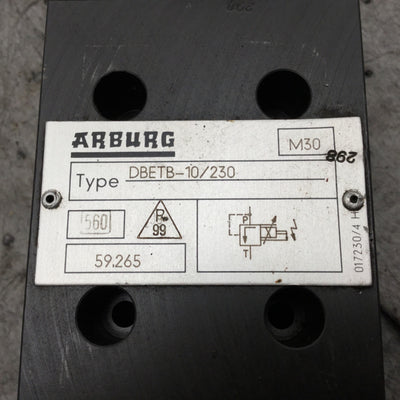 ARBURG
M30
298
Type DBETB-10/230
560
R
99
P
T
59.265
017230/4 H